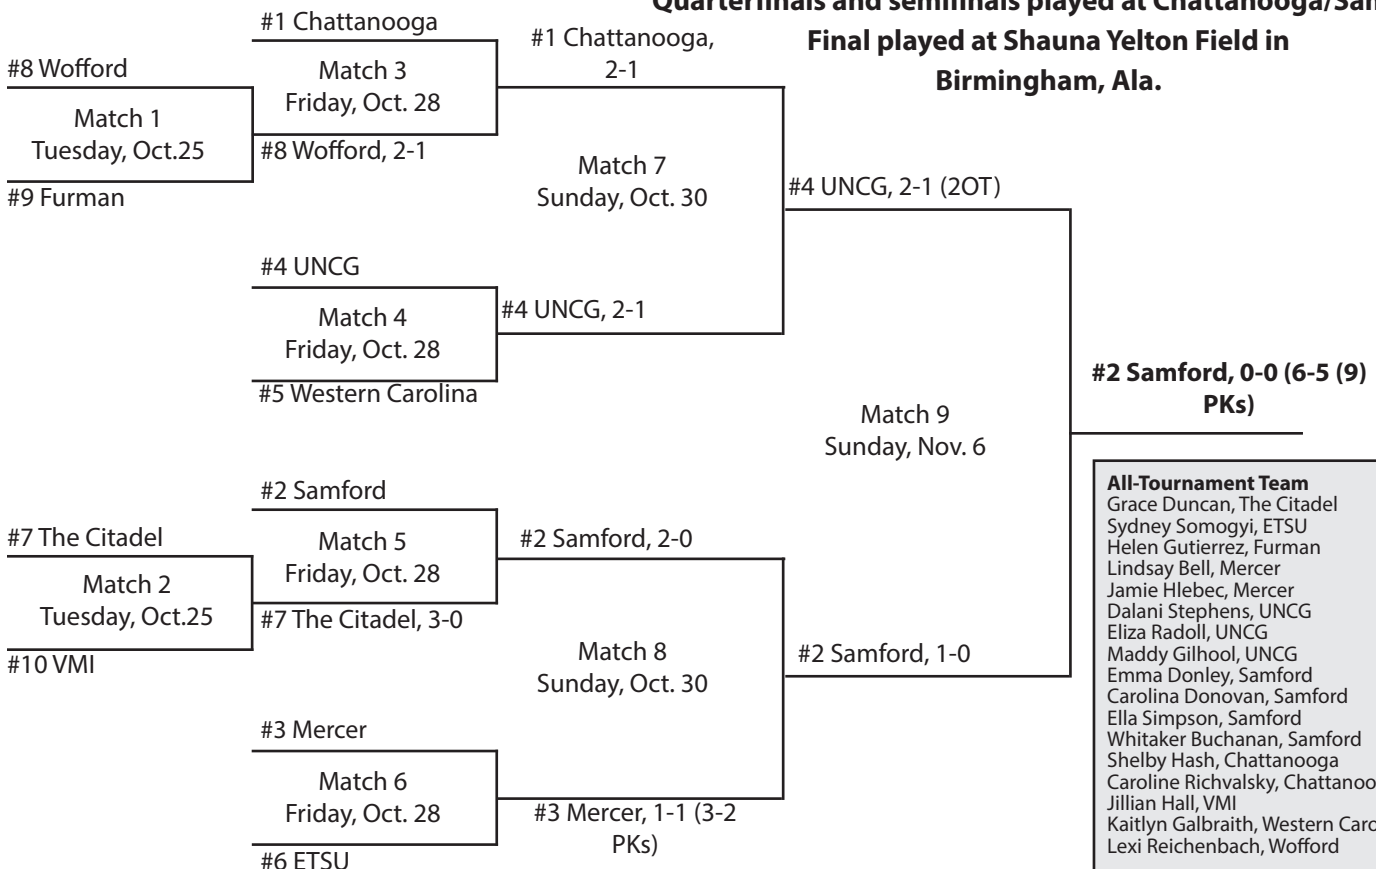 Quarterfinals and semifinals played at Chattanooga/Sam
Final played at Shauna Yelton Field in
Birmingham, Ala.
#1 Chattanooga
#8 Wofford
Match 3
Friday, Oct. 28
#1 Chattanooga,
2-1
Match 1
Tuesday, Oct.25
#8 Wofford, 2-1
#9 Furman
Match 7
Sunday, Oct. 30
#4 UNCG, 2-1 (2OT)
#4 UNCG
Match 4
Friday, Oct. 28
#4 UNCG, 2-1
#5 Western Carolina
#2 Samford, 0-0 (6-5 (9)
PKs)
Match 9
Sunday, Nov. 6
#2 Samford
#7 The Citadel
Match 5
Friday, Oct. 28
#2 Samford, 2-0
Match 2
Tuesday, Oct.25
#7 The Citadel, 3-0
#10 VMI
Match 8
Sunday, Oct. 30
#2 Samford, 1-0
#3 Mercer
Match 6
Friday, Oct. 28
#3 Mercer, 1-1 (3-2
PKs)
#6 ETSU
All-Tournament Team
Grace Duncan, The Citadel
Sydney Somogyi, ETSU
Helen Gutierrez, Furman
Lindsay Bell, Mercer
Jamie Hlebec, Mercer
Dalani Stephens, UNCG
Eliza Radoll, UNCG
Maddy Gilhool, UNCG
Emma Donley, Samford
Carolina Donovan, Samford
Ella Simpson, Samford
Whitaker Buchanan, Samford
Shelby Hash, Chattanooga
Caroline Richvalsky, Chattanoo
Jillian Hall, VMI
Kaitlyn Galbraith, Western Caro
Lexi Reichenbach, Wofford